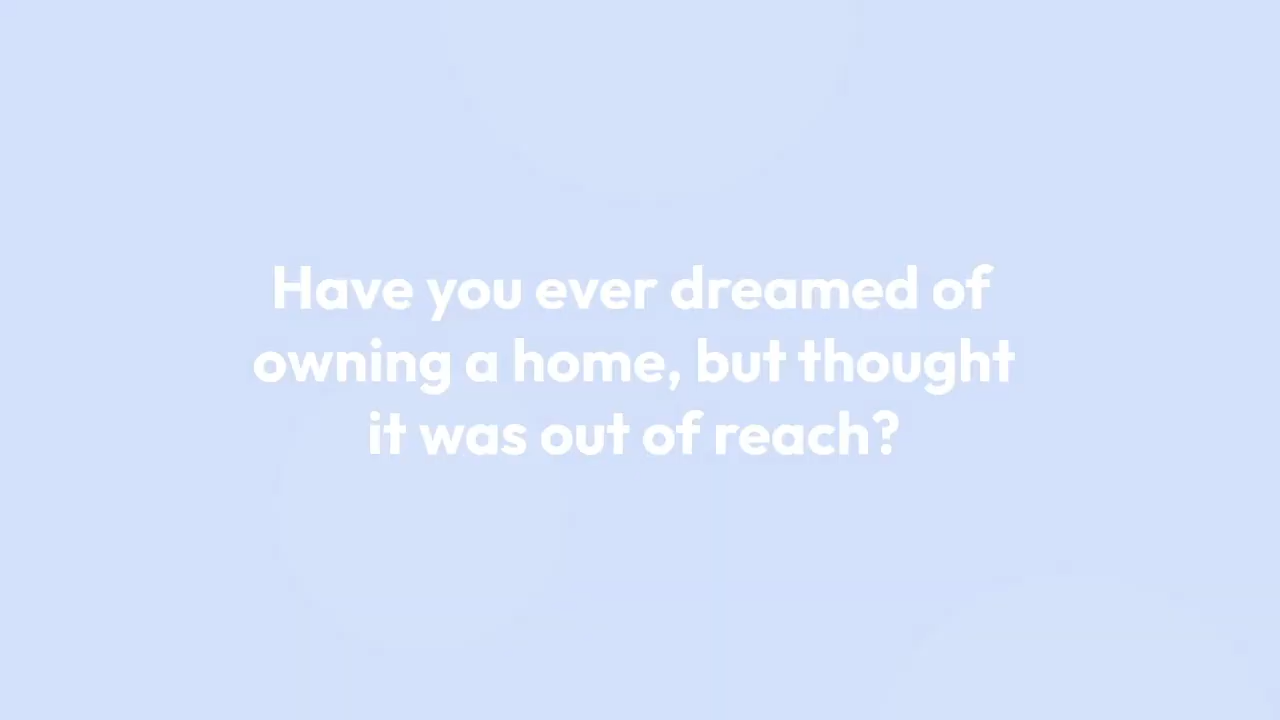 Have you ever dreamed of
owning a home, but thought
it was out of reach?